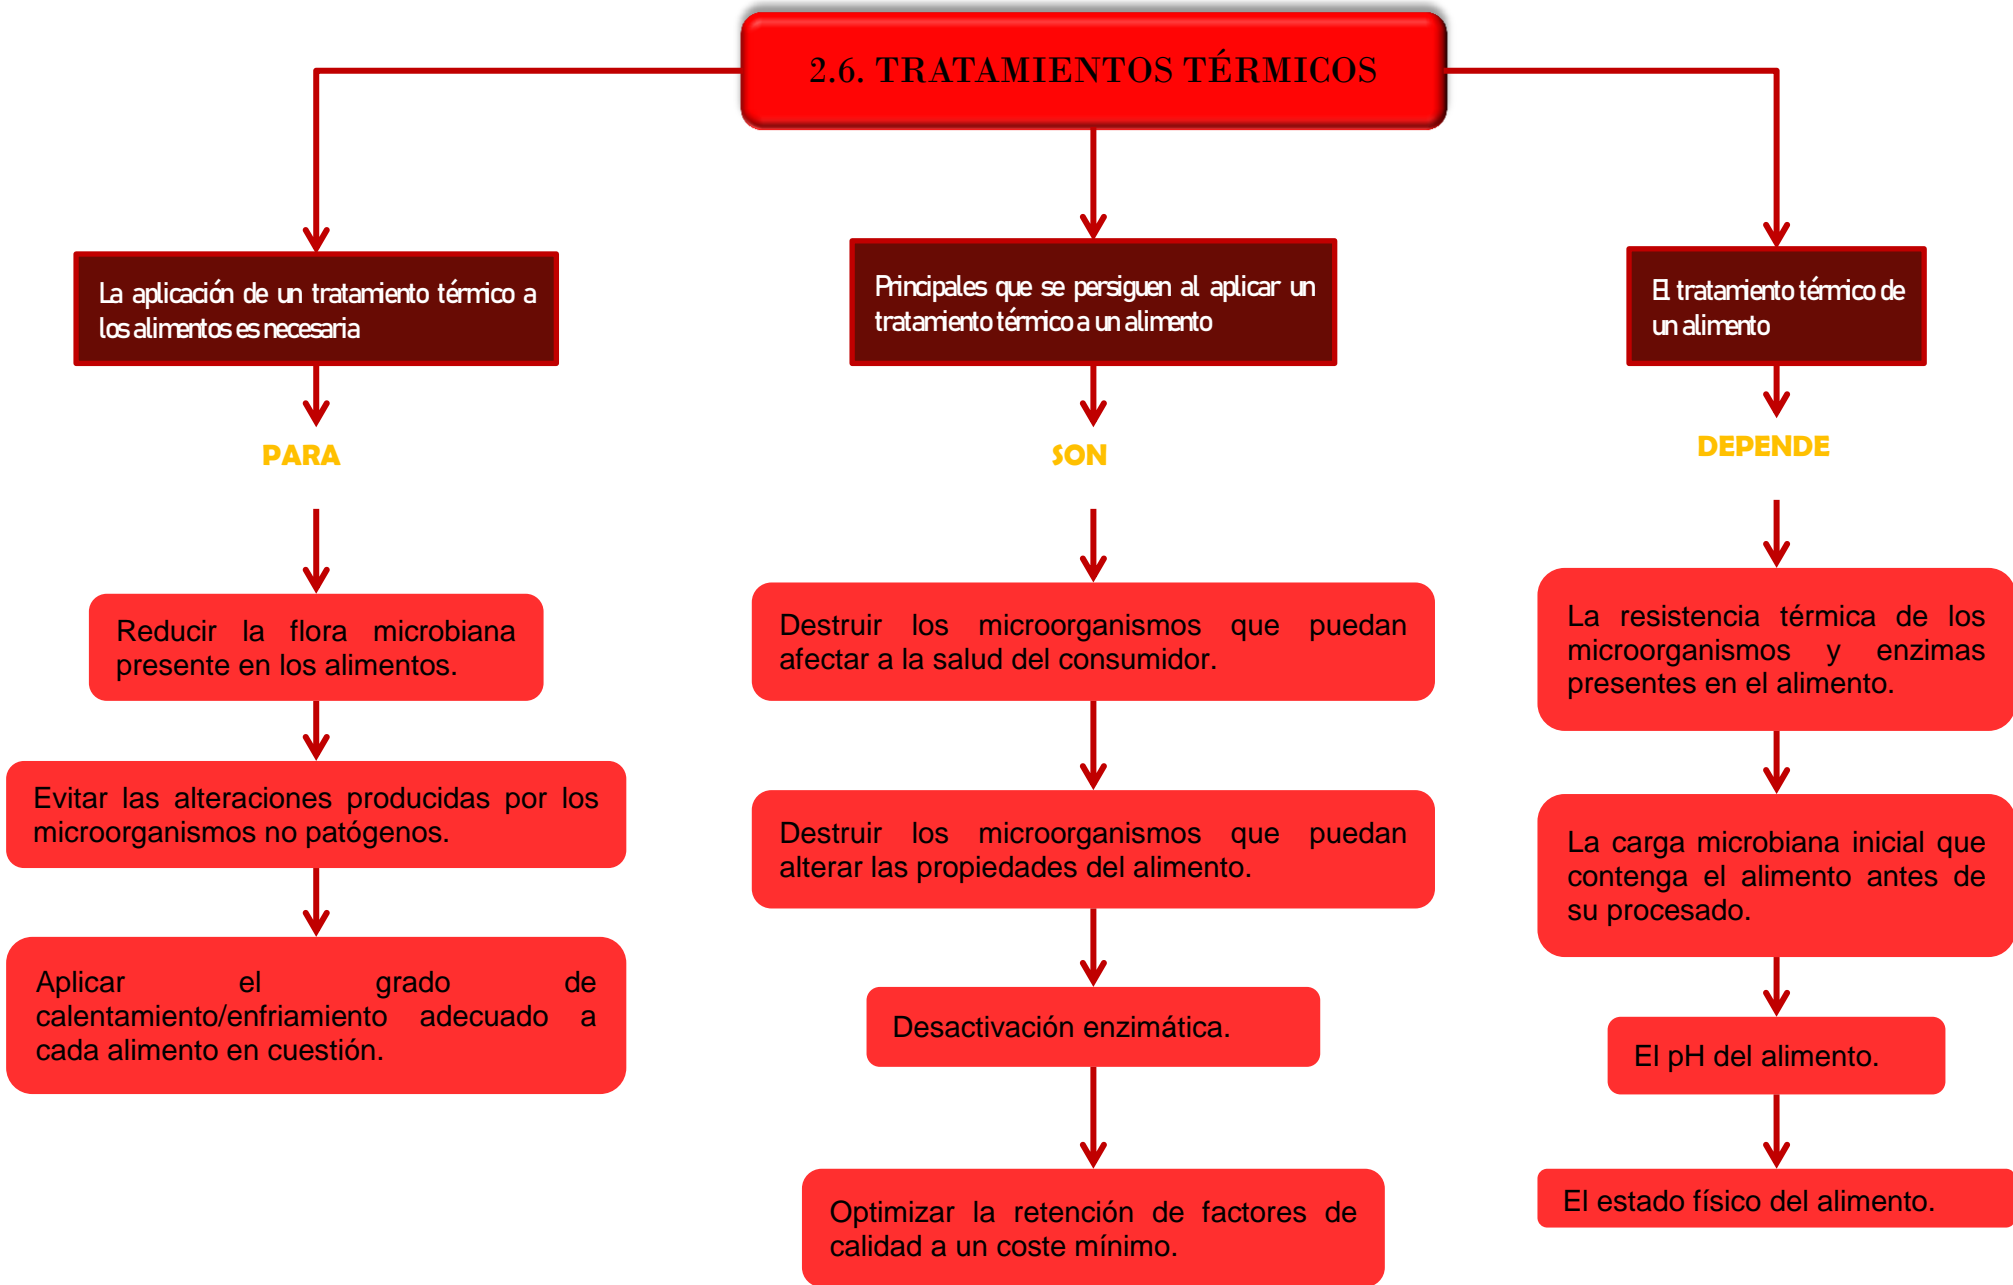 2.6. TRATAMIENTOS TÉRMICOS
La aplicación de un tratamiento térmico a
los alimentos es necesaria
PARA
Reducir la flora microbiana
presente en los alimentos.
Evitar las alteraciones producidas por los
microorganismos no patógenos.
Aplicar el grado de
calentamiento/enfriamiento adecuado a
cada alimento en cuestión.
Principales que se persiguen al aplicar un
tratamiento térmico a un alimento
SON
Destruir los microorganismos que puedan
afectar a la salud del consumidor.
Destruir los microorganismos que puedan
alterar las propiedades del alimento.
Desactivación enzimática.
Optimizar la retención de factores de
calidad a un coste mínimo.
El tratamiento térmico de
un alimento
DEPENDE
La resistencia térmica de los
microorganismos y enzimas
presentes en el alimento.
La carga microbiana inicial que
contenga el alimento antes de
su procesado.
El pH del alimento.
El estado físico del alimento.